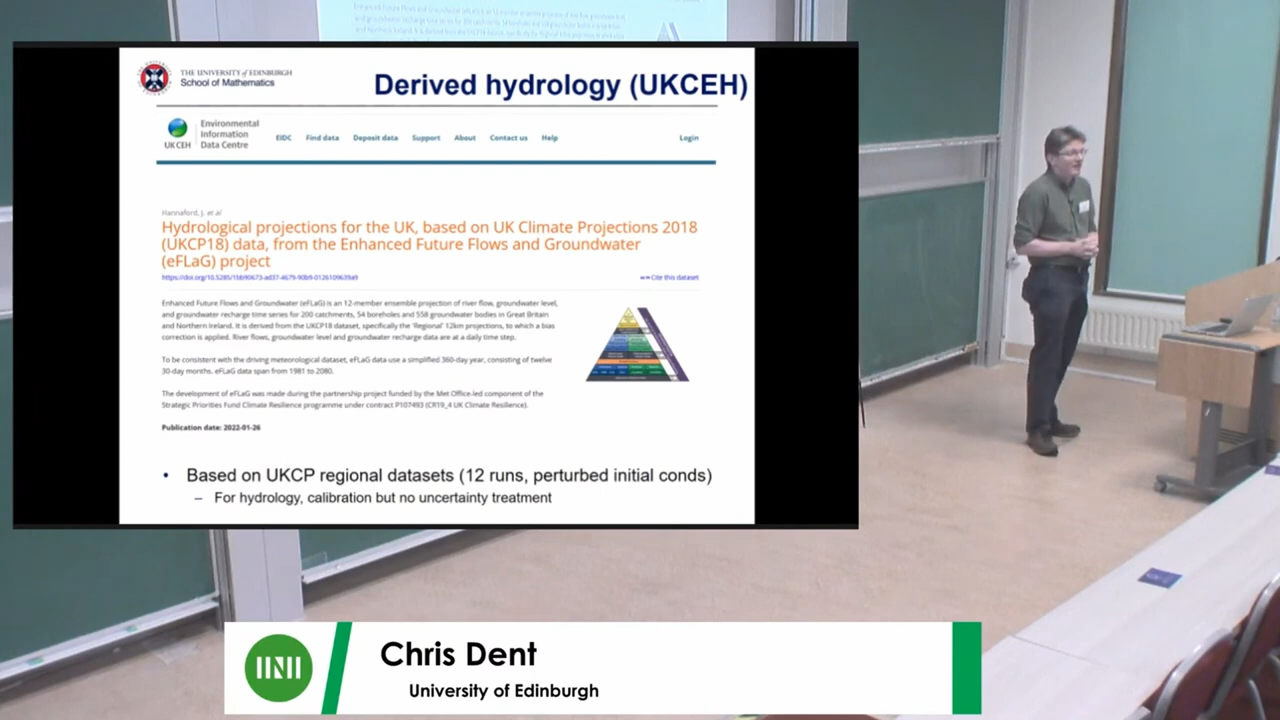 THE UNIVERSITY of EDINBURGH
School of Mathematics
Derived hydrology (UKCEH)
UKCEH
Environmental
Information
Data Centre
EIDC Find data Deposit data Support About Contact us Help Login
Hannaford, J. et al
Hydrological projections for the UK, based on UK Climate Projections 2018
(UKCP18) data, from the Enhanced Future Flows and Groundwater
(eFLaG) project
Cite this dataset
Enhanced Future Flows and Groundwater (eFLaG) is an 12-member ensemble projection of river flow, groundwater level,
and groundwater recharge time series for 200 catchments, 54 boreholes and 558 groundwater bodies in Great Britain
and Northern Ireland. It is derived from the UKCP18 dataset, specifically the 'Regional' 12km projections, to which a bias
correction is applied. River flows, groundwater level and groundwater recharge data are at a daily time step.
To be consistent with the driving meteorological dataset, eFLaG data use a simplified 360-day year, consisting of twelve
30-day months. eFLaG data span from 1981 to 2080.
The development of eFLaG was made during the partnership project funded by the Met Office-led component of the
Strategic Priorities Fund Climate Resilience programme under contract P107493 (CR19_4 UK Climate Resilience).
Publication date: 2022-01-26
• Based on UKCP regional datasets (12 runs, perturbed initial conds)
– For hydrology, calibration but no uncertainty treatment
Chris Dent
University of Edinburgh